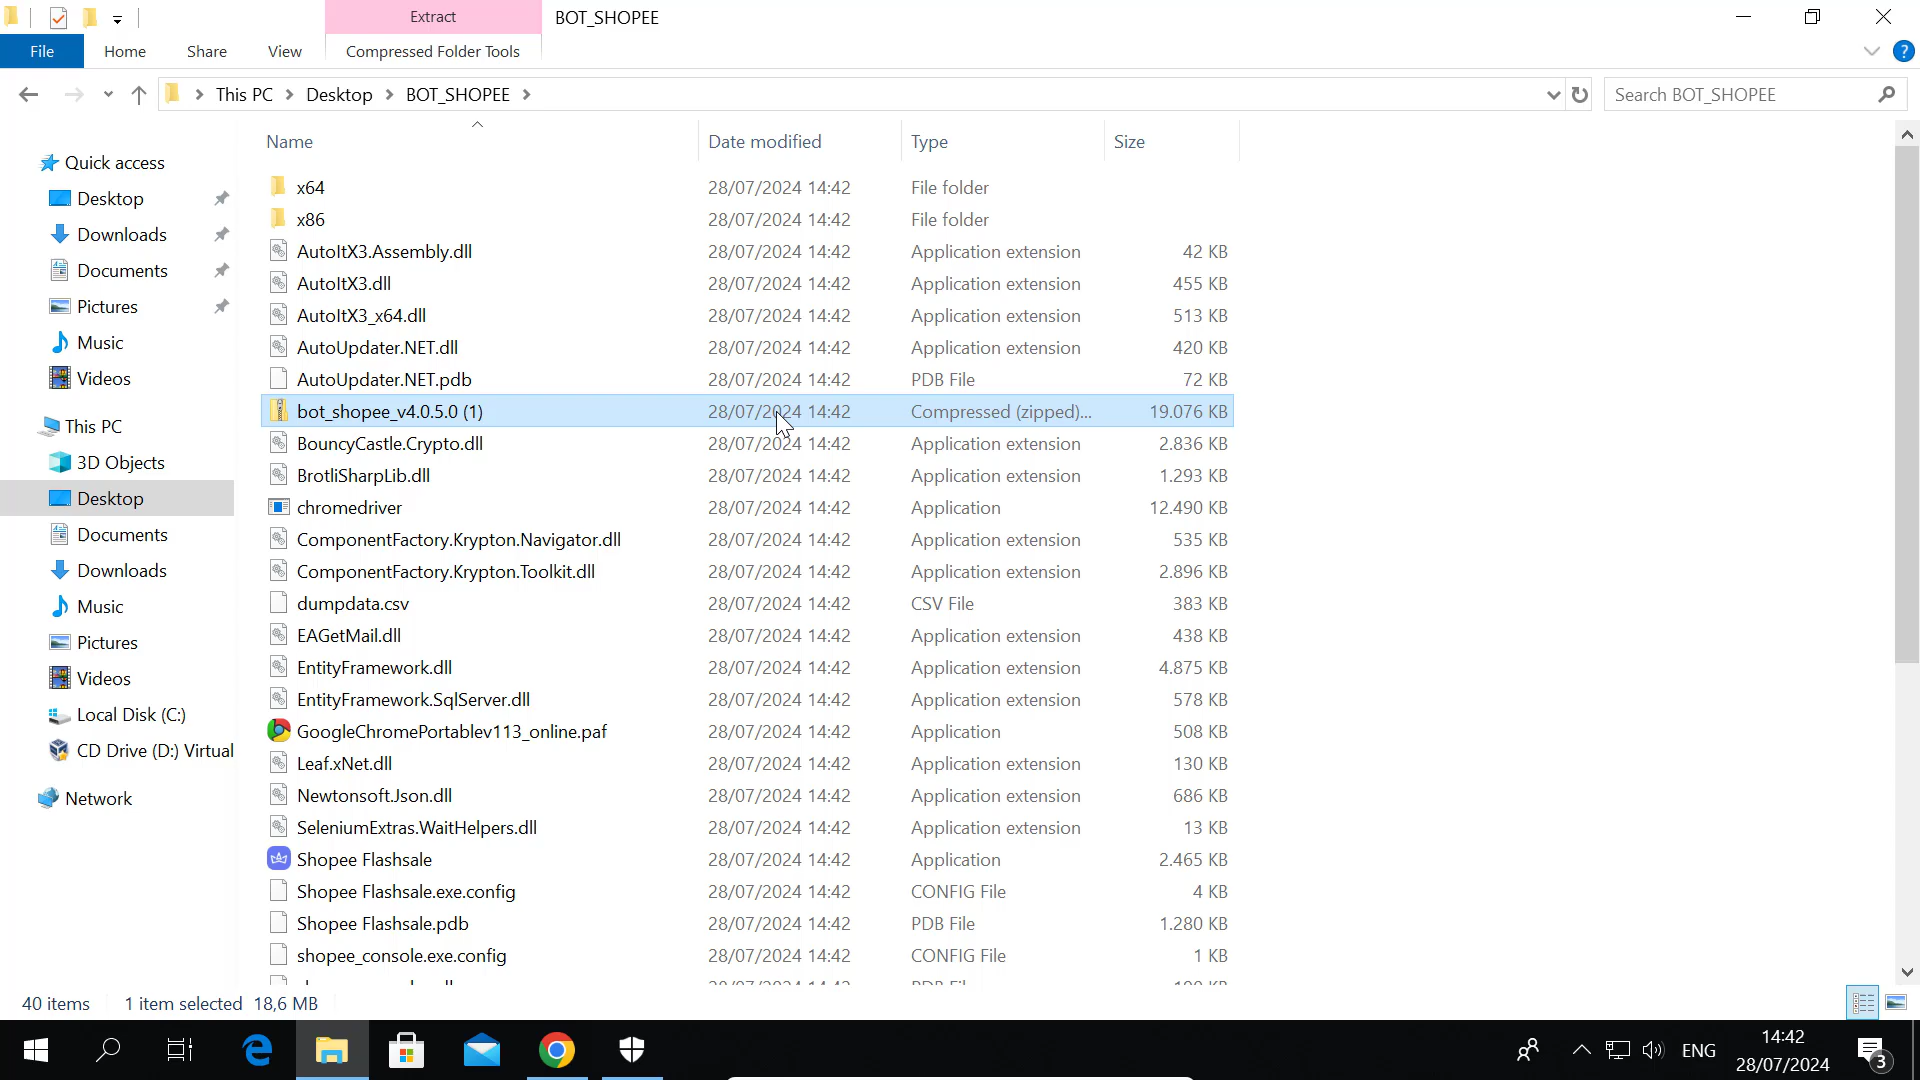 Extract
BOT_SHOPEE
File
Home
Share
View
Compressed Folder Tools
This PC
Desktop
BOT_SHOPEE
Search BOT_SHOPEE
Name
Date modified
Type
Size
Quick access
Desktop
Downloads
Documents
Pictures
Music
Videos
This PC
3D Objects
Desktop
Documents
Downloads
Music
Pictures
Videos
Local Disk (C:)
CD Drive (D:) Virtual
Network
x64 28/07/2024 14:42 File folder
x86 28/07/2024 14:42 File folder
AutoItX3.Assembly.dll 28/07/2024 14:42 Application extension 42 KB
AutoItX3.dll 28/07/2024 14:42 Application extension 455 KB
AutoItX3_x64.dll 28/07/2024 14:42 Application extension 513 KB
AutoUpdater.NET.dll 28/07/2024 14:42 Application extension 420 KB
AutoUpdater.NET.pdb 28/07/2024 14:42 PDB File 72 KB
bot_shopee_v4.0.5.0 (1) 28/07/2024 14:42 Compressed (zipped)... 19.076 KB
BouncyCastle.Crypto.dll 28/07/2024 14:42 Application extension 2.836 KB
BrotliSharpLib.dll 28/07/2024 14:42 Application extension 1.293 KB
chromedriver 28/07/2024 14:42 Application 12.490 KB
ComponentFactory.Krypton.Navigator.dll 28/07/2024 14:42 Application extension 535 KB
ComponentFactory.Krypton.Toolkit.dll 28/07/2024 14:42 Application extension 2.896 KB
dumpdata.csv 28/07/2024 14:42 CSV File 383 KB
EAGetMail.dll 28/07/2024 14:42 Application extension 438 KB
EntityFramework.dll 28/07/2024 14:42 Application extension 4.875 KB
EntityFramework.SqlServer.dll 28/07/2024 14:42 Application extension 578 KB
GoogleChromePortablev113_online.paf 28/07/2024 14:42 Application 508 KB
Leaf.xNet.dll 28/07/2024 14:42 Application extension 130 KB
Newtonsoft.Json.dll 28/07/2024 14:42 Application extension 686 KB
SeleniumExtras.WaitHelpers.dll 28/07/2024 14:42 Application extension 13 KB
Shopee Flashsale 28/07/2024 14:42 Application 2.465 KB
Shopee Flashsale.exe.config 28/07/2024 14:42 CONFIG File 4 KB
Shopee Flashsale.pdb 28/07/2024 14:42 PDB File 1.280 KB
shopee_console.exe.config 28/07/2024 14:42 CONFIG File 1 KB
40 items 1 item selected 18,6 MB
ENG
14:42
28/07/2024
3